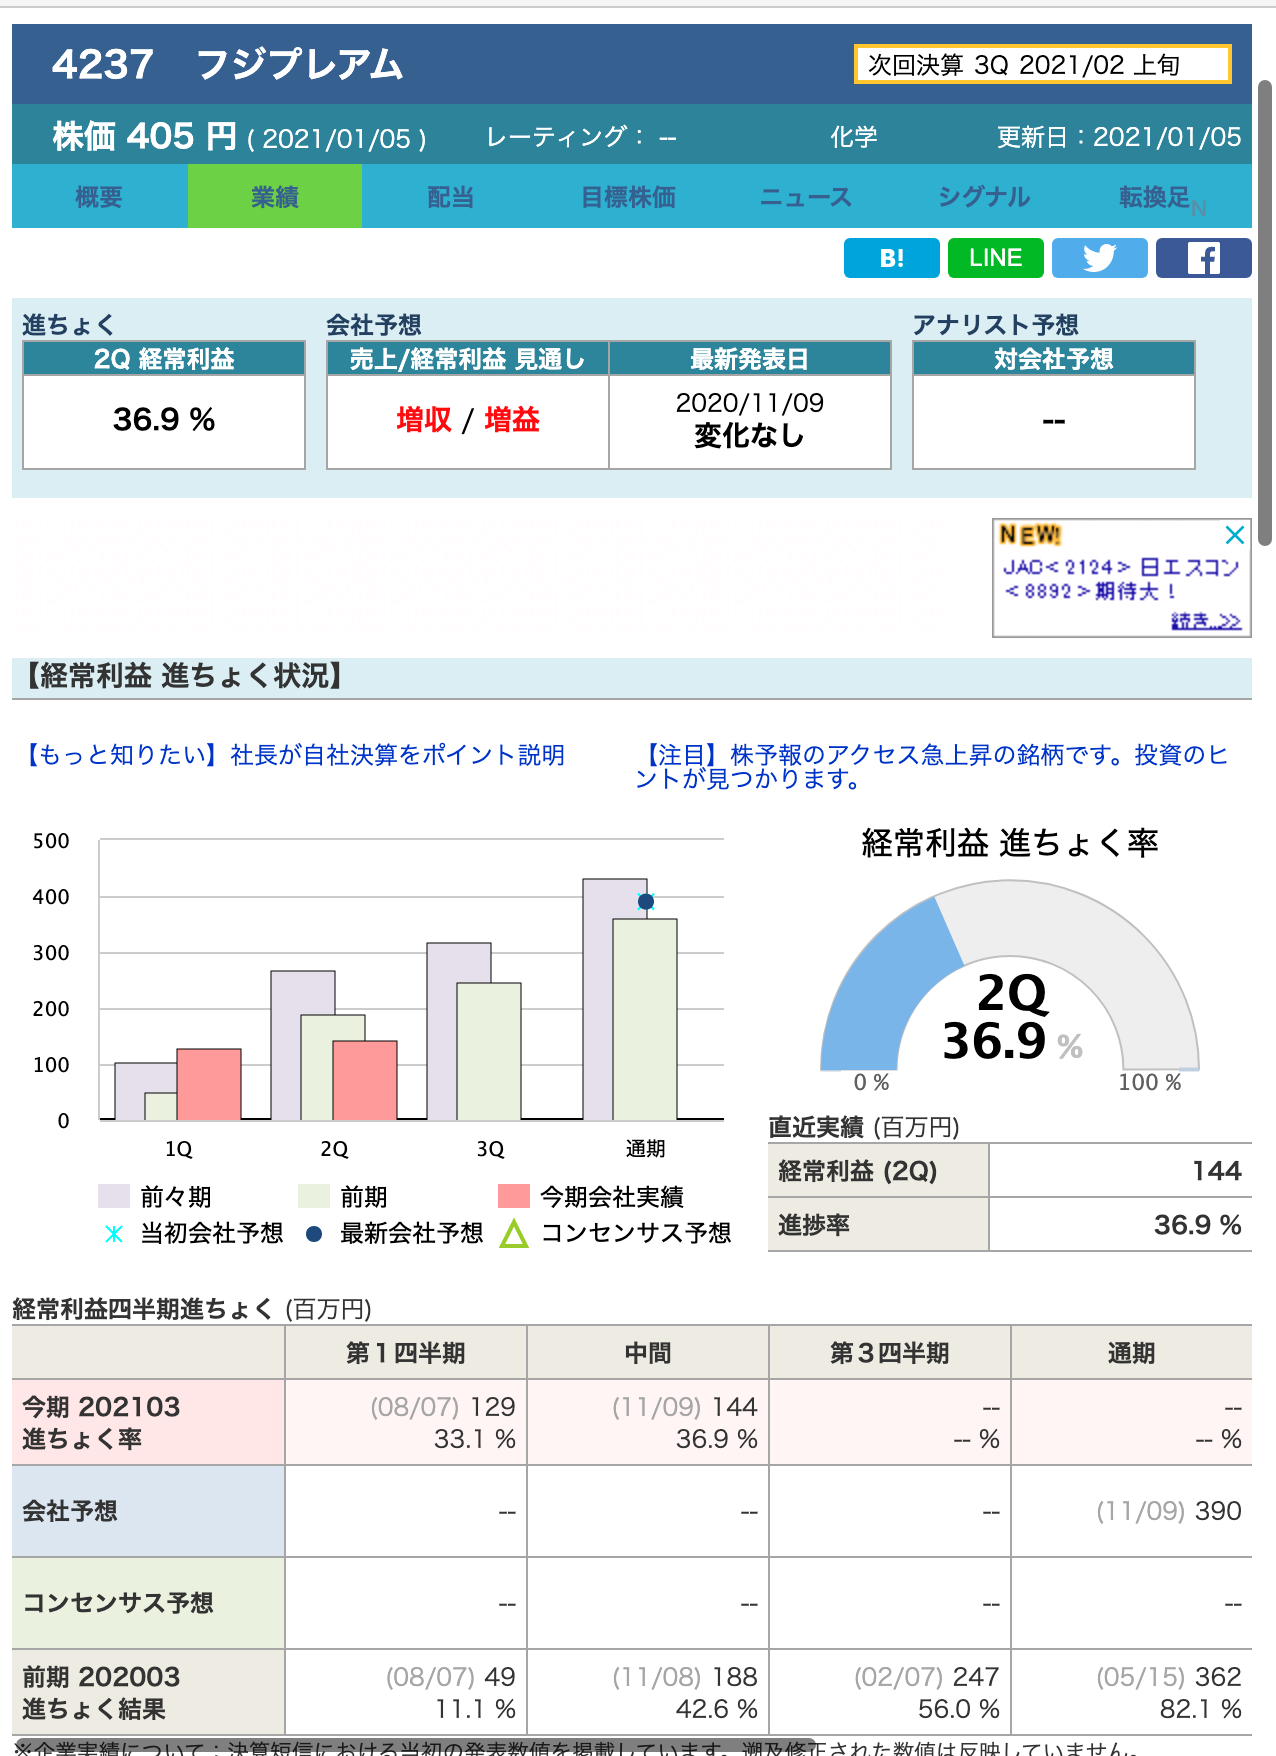 4237 フジプレアム
次回決算 3Q 2021/02 上旬
株価 405 円 ( 2021/01/05 ) レーティング： -- 化学 更新日：2021/01/05
概要 業績 配当 目標株価 ニュース シグナル 転換足N
B! LINE
進ちょく 会社予想 アナリスト予想
2Q 経常利益 売上/経常利益 見通し 最新発表日 対会社予想
36.9 % 増収 / 増益 2020/11/09 --
変化なし
NEW!
JAC<2124> 日エスコン
<8892>期待大！
続き..>>
【経常利益 進ちょく状況】
【もっと知りたい】社長が自社決算をポイント説明
【注目】株予報のアクセス急上昇の銘柄です。投資のヒ
ントが見つかります。
500
400
300
200
100
0
1Q 2Q 3Q 通期
前々期 前期 今期会社実績
当初会社予想 最新会社予想 コンセンサス予想
経常利益 進ちょく率
2Q
36.9 %
0 % 100 %
直近実績 (百万円)
経常利益 (2Q) 144
進捗率 36.9 %
経常利益四半期進ちょく (百万円)
第１四半期 中間 第３四半期 通期
今期 202103 (08/07) 129 (11/09) 144 -- --
進ちょく率 33.1 % 36.9 % -- % -- %
会社予想 -- -- -- (11/09) 390
コンセンサス予想 -- -- -- --
前期 202003 (08/07) 49 (11/08) 188 (02/07) 247 (05/15) 362
進ちょく結果 11.1 % 42.6 % 56.0 % 82.1 %
※企業実績について：決算短信における当初の発表数値を掲載しています。遡及修正された数値は反映していません。